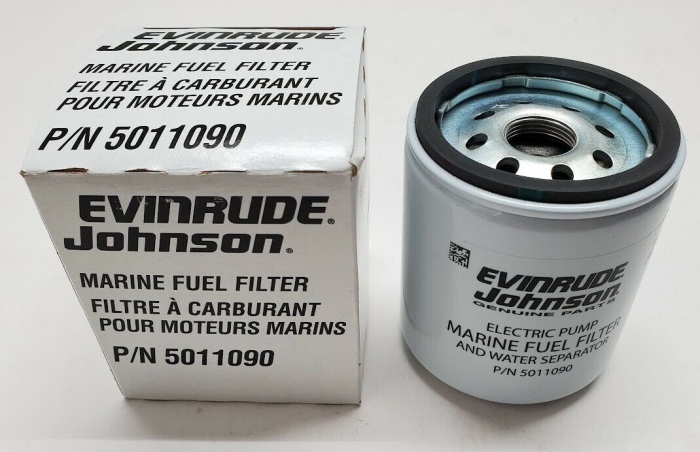 EVINRUDE®
Johnson®
MARINE FUEL FILTER
FILTRE À CARBURANT
POUR MOTEURS MARINS
P/N 5011090
EVINRUDE®
Johnson®
MARINE FUEL FILTER
FILTRE À CARBURANT
POUR MOTEURS MARINS
P/N 5011090
EVINRUDE
Johnson®
GENUINE PARTS
ELECTRIC PUMP
MARINE FUEL FILTER
AND WATER SEPARATOR
P/N 5011090